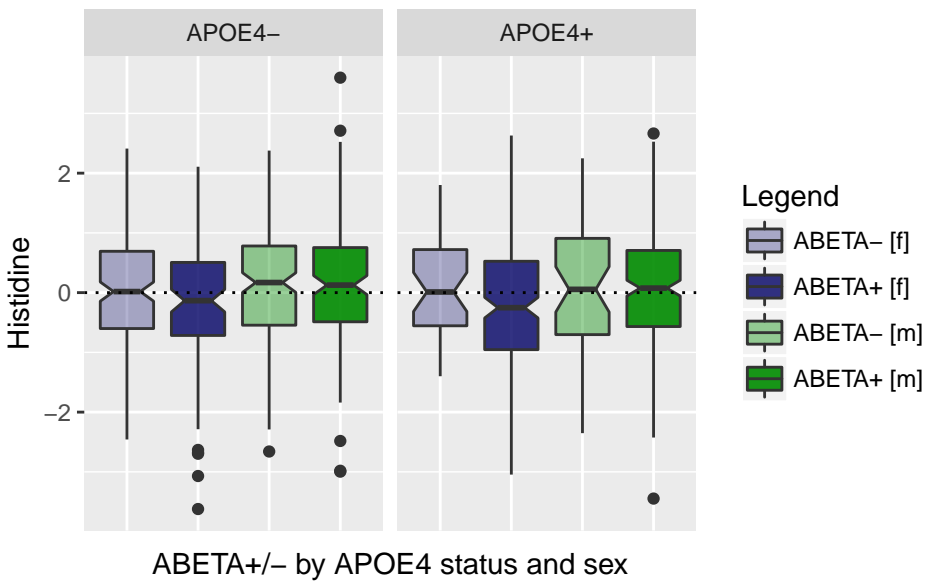 APOE4− APOE4+
2
0
−2
Histidine
ABETA+/− by APOE4 status and sex
Legend
ABETA− [f]
ABETA+ [f]
ABETA− [m]
ABETA+ [m]